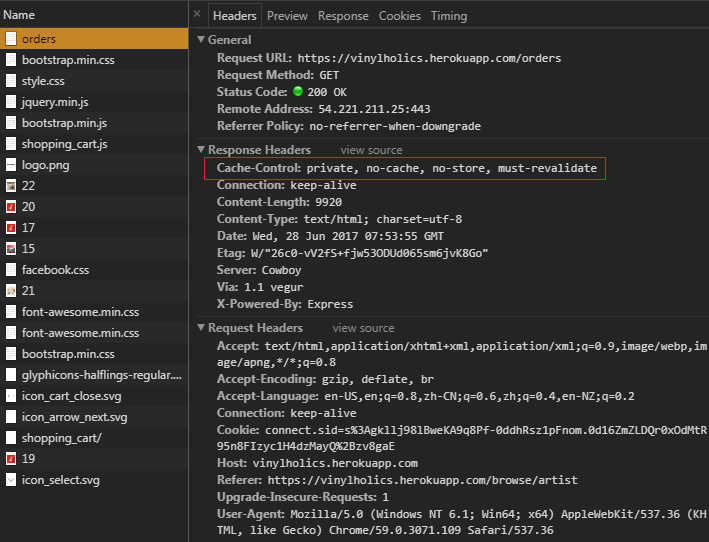 Name
orders
bootstrap.min.css
style.css
jquery.min.js
bootstrap.min.js
shopping_cart.js
logo.png
22
20
17
15
facebook.css
21
font-awesome.min.css
font-awesome.min.css
bootstrap.min.css
glyphicons-halflings-regular....
icon_cart_close.svg
icon_arrow_next.svg
shopping_cart/
19
icon_select.svg
× Headers Preview Response Cookies Timing
▼ General
Request URL: https://vinylholics.herokuapp.com/orders
Request Method: GET
Status Code: 200 OK
Remote Address: 54.221.211.25:443
Referrer Policy: no-referrer-when-downgrade
▼ Response Headers view source
Cache-Control: private, no-cache, no-store, must-revalidate
Connection: keep-alive
Content-Length: 9920
Content-Type: text/html; charset=utf-8
Date: Wed, 28 Jun 2017 07:53:55 GMT
Etag: W/"26c0-vV2fS+fjw53ODUd065sm6jvK8Go"
Server: Cowboy
Via: 1.1 vegur
X-Powered-By: Express
▼ Request Headers view source
Accept: text/html,application/xhtml+xml,application/xml;q=0.9,image/webp,im
age/apng,*/*;q=0.8
Accept-Encoding: gzip, deflate, br
Accept-Language: en-US,en;q=0.8,zh-CN;q=0.6,zh;q=0.4,en-NZ;q=0.2
Connection: keep-alive
Cookie: connect.sid=s%3Agkllj98lBweKA9q8Pf-0ddhRsz1pFnom.0d16ZmZLDQr0xOdMtR
95n8FIzyc1H4dzMayQ%2Bzv8gaE
Host: vinylholics.herokuapp.com
Referer: https://vinylholics.herokuapp.com/browse/artist
Upgrade-Insecure-Requests: 1
User-Agent: Mozilla/5.0 (Windows NT 6.1; Win64; x64) AppleWebKit/537.36 (KH
TML, like Gecko) Chrome/59.0.3071.109 Safari/537.36